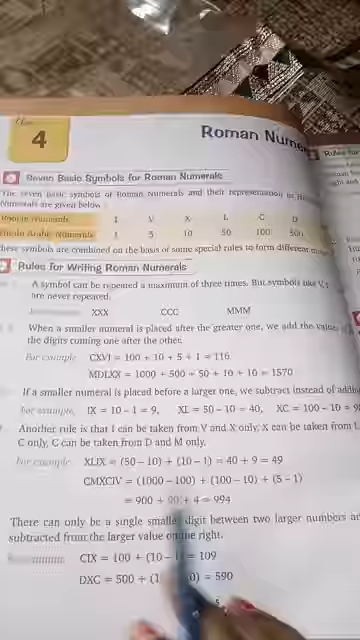 4
Roman Nume
Rules for
Seven Basic Symbols for Roman Numerals
The seven basic symbols of Roman Numerals and their representation in
Numerals are given below
Roman Numerals I V X L C D
Hindu Arabic Numerals 1 5 10 50 100 500
these symbols are combined on the basis of some special rules to form different
Rules for Writing Roman Numerals
A symbol can be repeated a maximum of three times. But symbols like V,
are never repeated.
XXX CCC MMM
When a smaller numeral is placed after the greater one, we add the values of
the digits coming one after the other.
For example CXVI = 100 + 10 + 5 + 1 = 116
MDLXX = 1000 + 500 + 50 + 10 + 10 = 1570
If a smaller numeral is placed before a larger one, we subtract instead of
For example, IX = 10 − 1 = 9, XL = 50 − 10 = 40, XC = 100 − 10 =
Another rule is that I can be taken from V and X only, X can be taken from
C only, C can be taken from D and M only.
For example XLIX = (50 − 10) + (10 − 1) = 40 + 9 = 49
CMXCIV = (1000 − 100) + (100 − 10) + (5 − 1)
= 900 + 90 + 4 = 994
There can only be a single smaller digit between two larger numbers
subtracted from the larger value on the right.
CIX = 100 + (10 − 1) = 109
DXC = 500 + (1 0) = 590
5